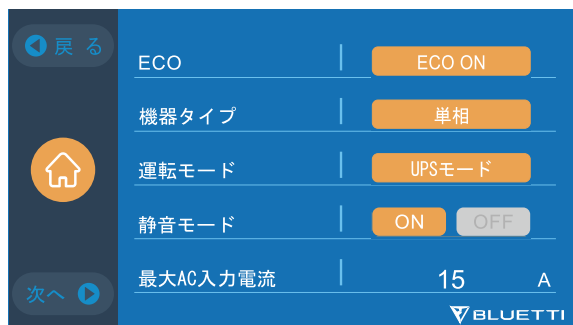 戻る
ECO ECO ON
機器タイプ 単相
運転モード UPSモード
静音モード ON OFF
最大AC入力電流 15 A
次へ
BLUETTI